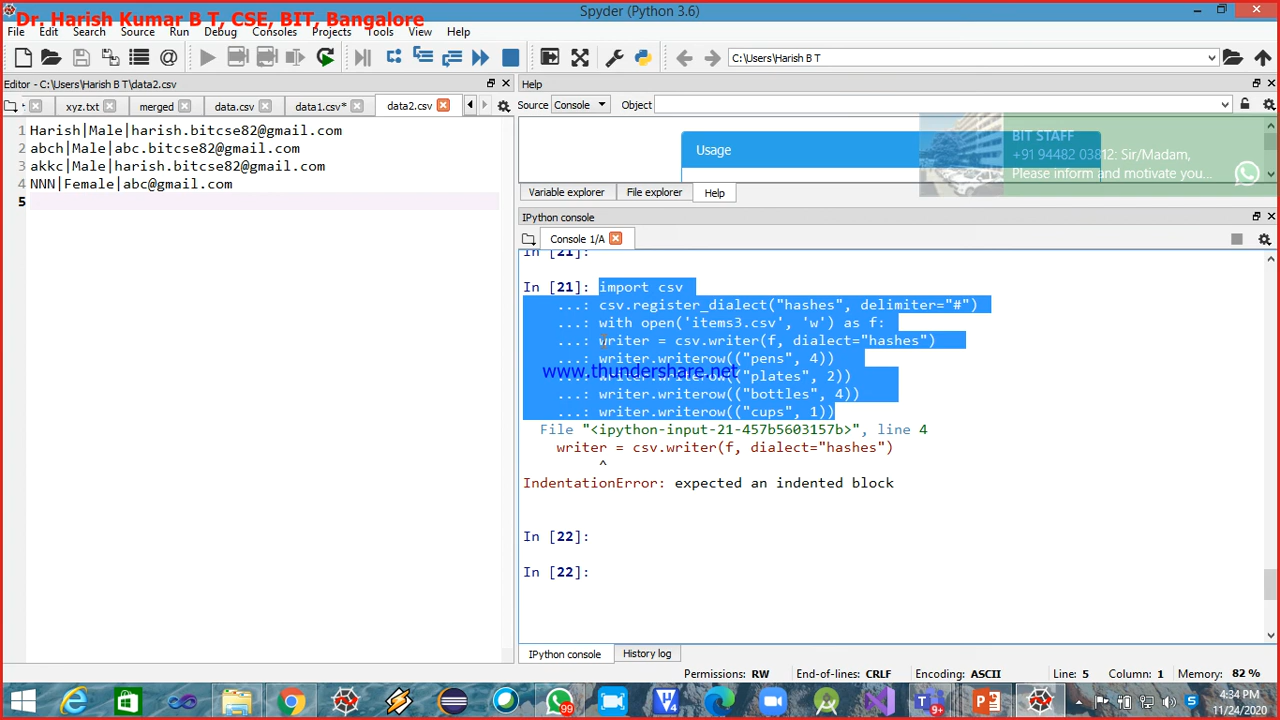 Spyder (Python 3.6)
Dr. Harish Kumar B T, CSE, BIT, Bangalore
File Edit Search Source Run Debug Consoles Projects Tools View Help
C:\Users\Harish B T
Editor - C:\Users\Harish B T\data2.csv
Help
xyz.txt merged data.csv data1.csv* data2.csv
Source Console Object
1 Harish|Male|harish.bitcse82@gmail.com
2 abch|Male|abc.bitcse82@gmail.com
3 akkc|Male|harish.bitcse82@gmail.com
4 NNN|Female|abc@gmail.com
5
Usage
BIT STAFF
+91 94482 03812: Sir/Madam,
Please inform and motivate you...
Variable explorer File explorer Help
IPython console
Console 1/A
In [21]:
In [21]: import csv
...: csv.register_dialect("hashes", delimiter="#")
...: with open('items3.csv', 'w') as f:
...: writer = csv.writer(f, dialect="hashes")
...: writer.writerow(("pens", 4))
...: writer.writerow(("plates", 2))
...: writer.writerow(("bottles", 4))
...: writer.writerow(("cups", 1))
www.thundershare.net
File "<ipython-input-21-457b5603157b>", line 4
writer = csv.writer(f, dialect="hashes")
^
IndentationError: expected an indented block
In [22]:
In [22]:
IPython console History log
Permissions: RW End-of-lines: CRLF Encoding: ASCII Line: 5 Column: 1 Memory: 82 %
99
4
9+
4:34 PM
11/24/2020